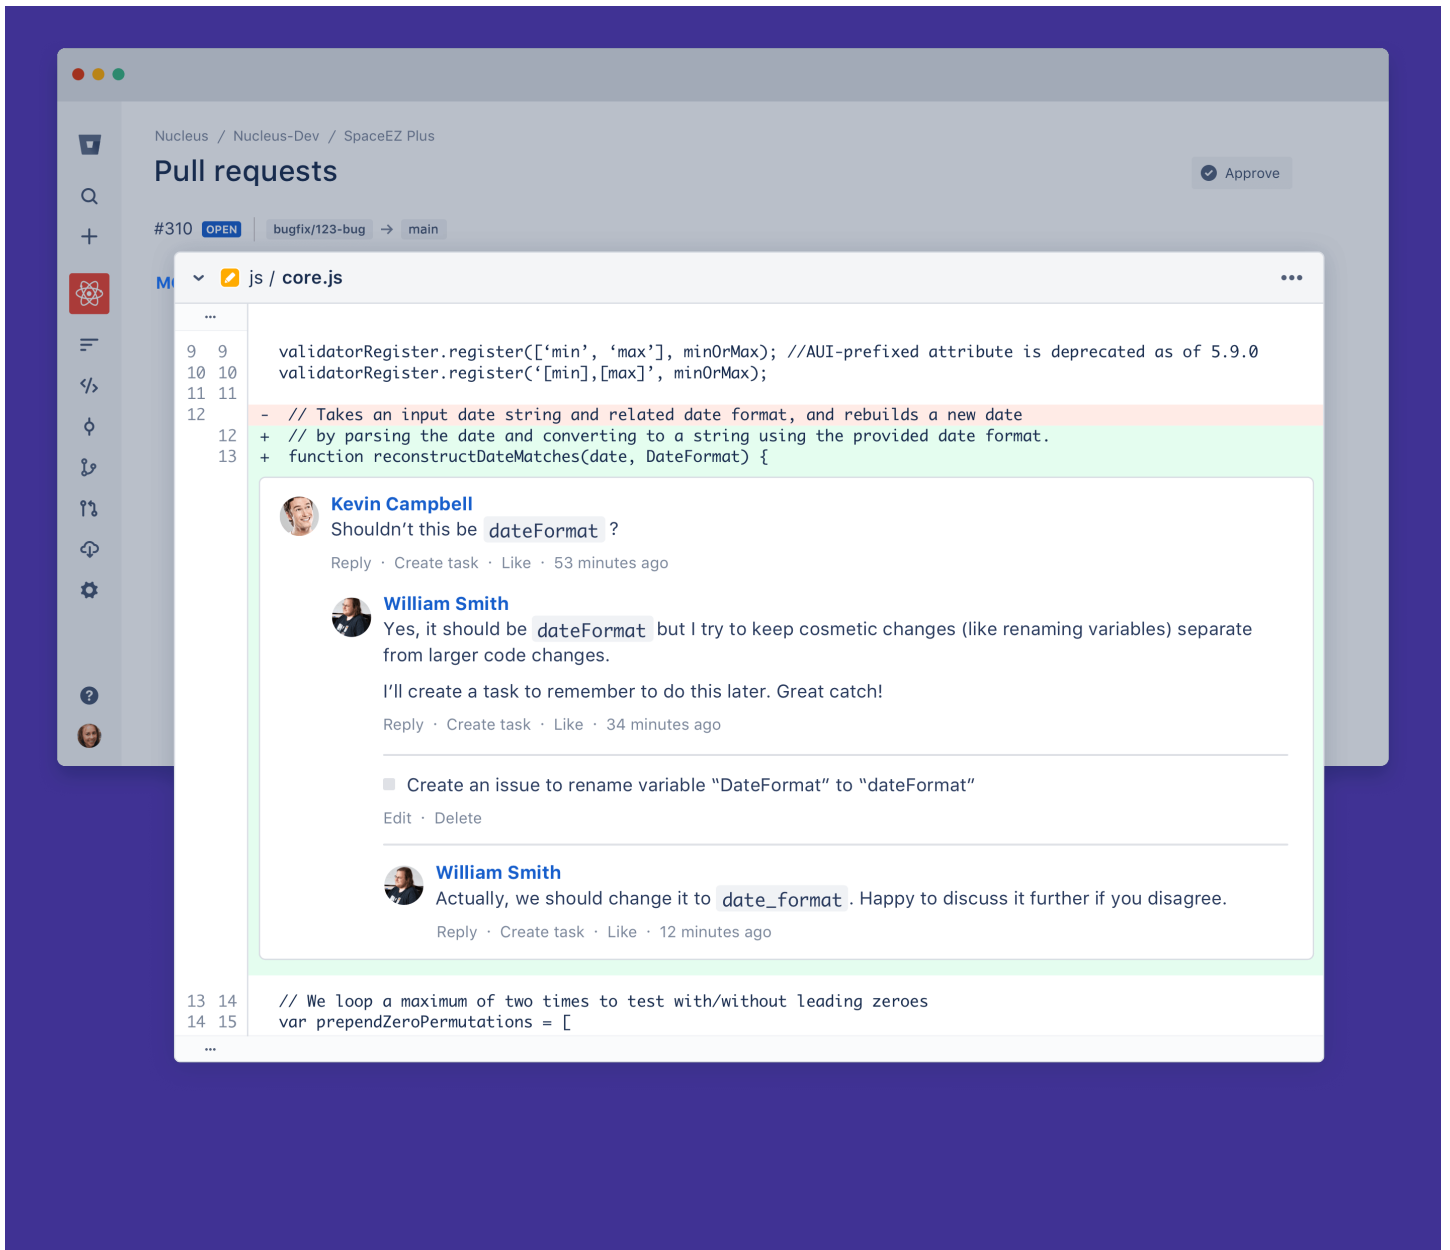 Nucleus / Nucleus-Dev / SpaceEZ Plus
Pull requests
Approve
#310 OPEN bugfix/123-bug → main
js / core.js
...
9 9 validatorRegister.register([‘min’, ‘max’], minOrMax); //AUI-prefixed attribute is deprecated as of 5.9.0
10 10 validatorRegister.register(‘[min],[max]’, minOrMax);
11 11
12 - // Takes an input date string and related date format, and rebuilds a new date
12 + // by parsing the date and converting to a string using the provided date format.
13 + function reconstructDateMatches(date, DateFormat) {
Kevin Campbell
Shouldn’t this be dateFormat ?
Reply · Create task · Like · 53 minutes ago
William Smith
Yes, it should be dateFormat but I try to keep cosmetic changes (like renaming variables) separate
from larger code changes.
I’ll create a task to remember to do this later. Great catch!
Reply · Create task · Like · 34 minutes ago
Create an issue to rename variable “DateFormat” to “dateFormat”
Edit · Delete
William Smith
Actually, we should change it to date_format . Happy to discuss it further if you disagree.
Reply · Create task · Like · 12 minutes ago
13 14 // We loop a maximum of two times to test with/without leading zeroes
14 15 var prependZeroPermutations = [
...